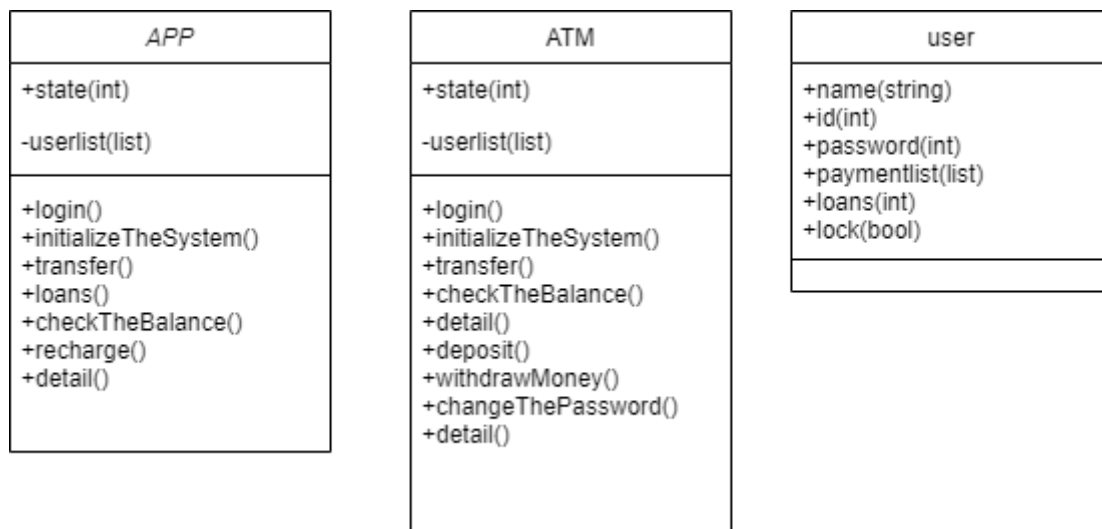 APP
+state(int)
-userlist(list)
+login()
+initializeTheSystem()
+transfer()
+loans()
+checkTheBalance()
+recharge()
+detail()
ATM
+state(int)
-userlist(list)
+login()
+initializeTheSystem()
+transfer()
+checkTheBalance()
+detail()
+deposit()
+withdrawMoney()
+changeThePassword()
+detail()
user
+name(string)
+id(int)
+password(int)
+paymentlist(list)
+loans(int)
+lock(bool)